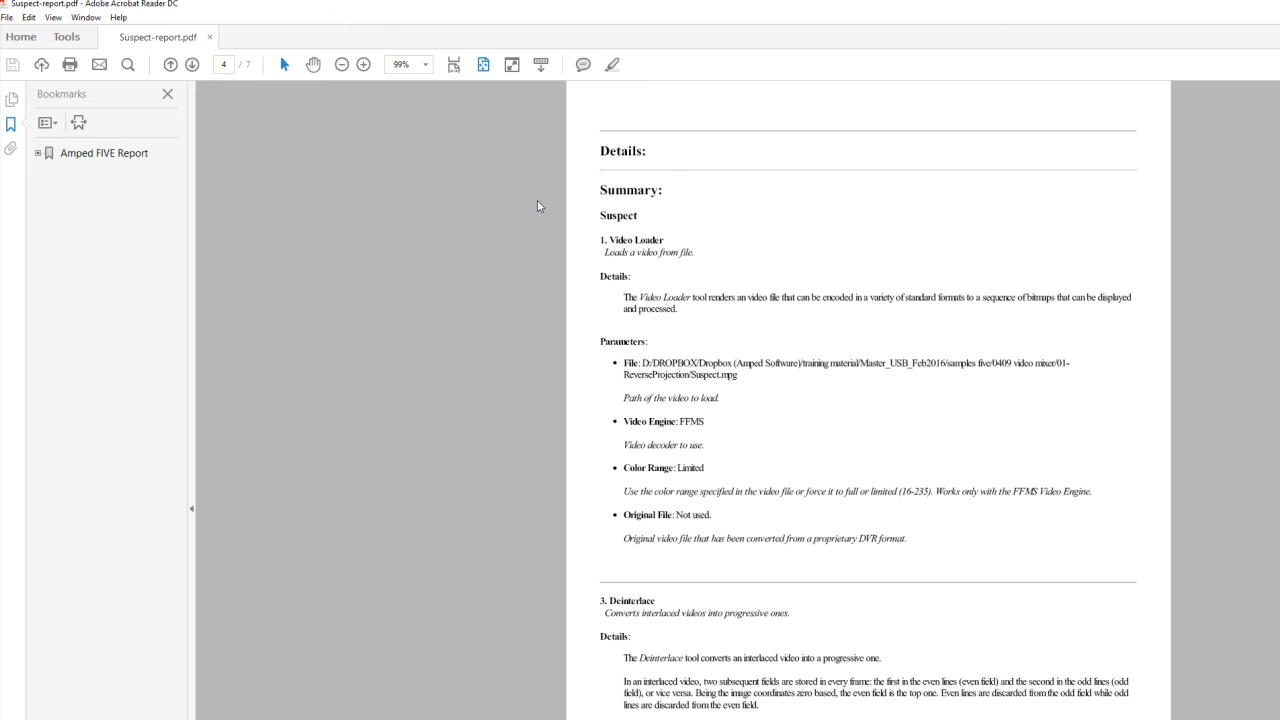 Suspect-report.pdf - Adobe Acrobat Reader DC
File Edit View Window Help
Home Tools Suspect-report.pdf ×
4 / 7 99%
Bookmarks
Amped FIVE Report
Details:
Summary:
Suspect
1. Video Loader
Loads a video from file.
Details:
The Video Loader tool renders an video file that can be encoded in a variety of standard formats to a sequence of bitmaps that can be displayed
and processed.
Parameters:
• File: D:/DROPBOX/Dropbox (Amped Software)/training material/Master_USB_Feb2016/samples five/0409 video mixer/01-
ReverseProjection/Suspect.mpg
Path of the video to load.
• Video Engine: FFMS
Video decoder to use.
• Color Range: Limited
Use the color range specified in the video file or force it to full or limited (16-235). Works only with the FFMS Video Engine.
• Original File: Not used.
Original video file that has been converted from a proprietary DVR format.
3. Deinterlace
Converts interlaced videos into progressive ones.
Details:
The Deinterlace tool converts an interlaced video into a progressive one.
In an interlaced video, two subsequent fields are stored in every frame: the first in the even lines (even field) and the second in the odd lines (odd
field), or vice versa. Being the image coordinates zero based, the even field is the top one. Even lines are discarded from the odd field while odd
lines are discarded from the even field.